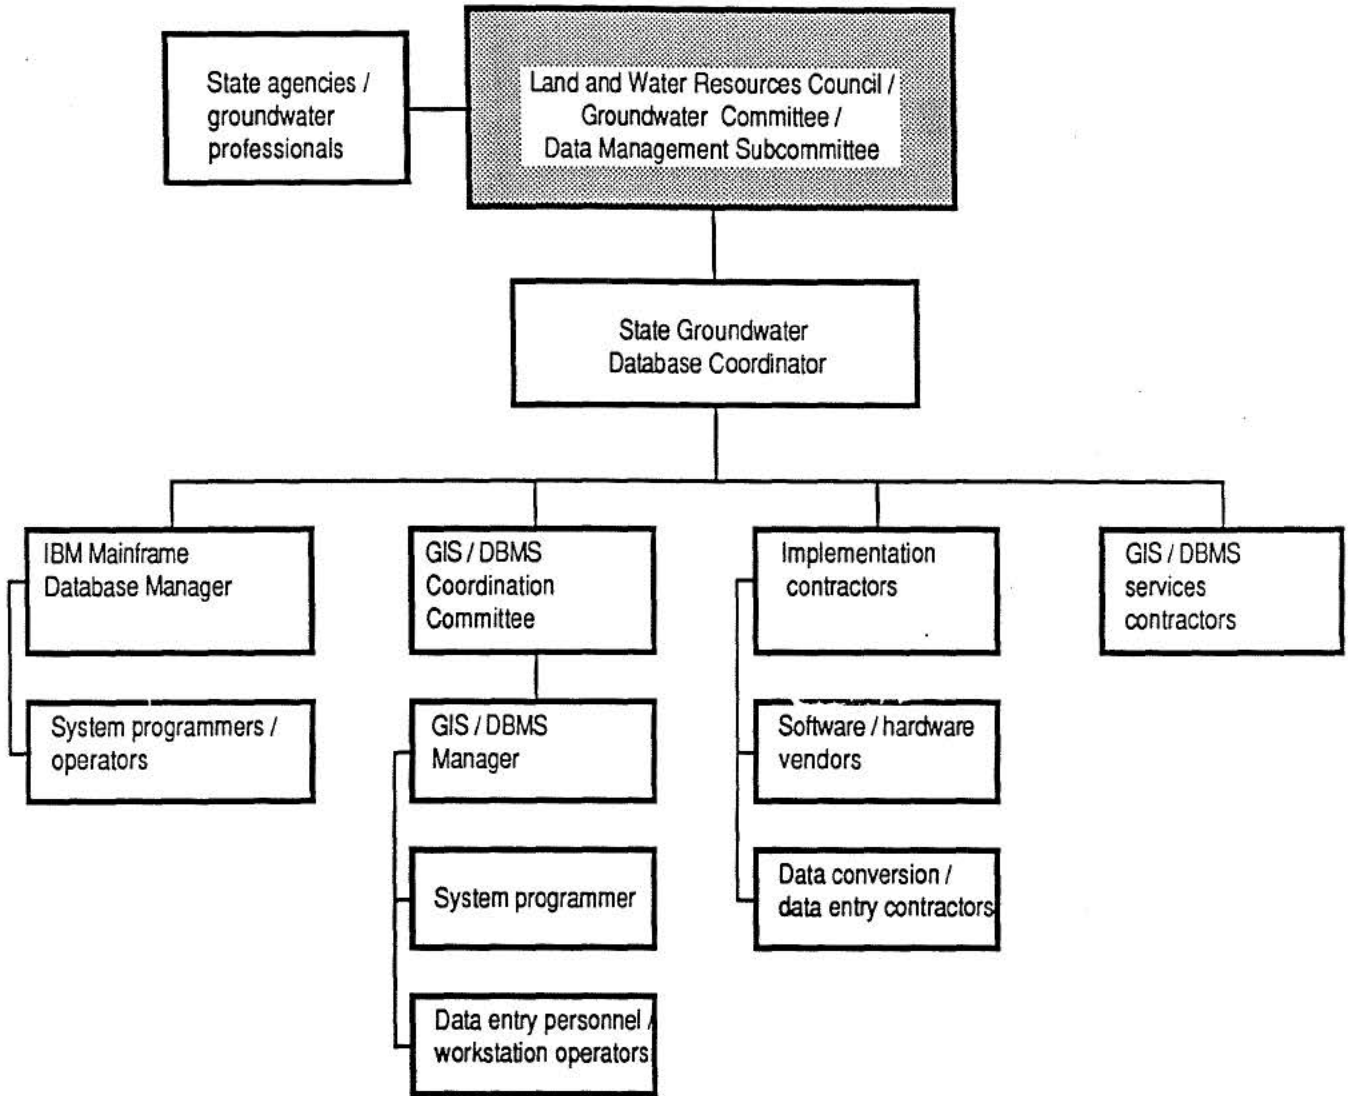 State agencies /
groundwater
professionals
Land and Water Resources Council /
Groundwater Committee /
Data Management Subcommittee
State Groundwater
Database Coordinator
IBM Mainframe
Database Manager
GIS / DBMS
Coordination
Committee
Implementation
contractors
GIS / DBMS
services
contractors
System programmers /
operators
GIS / DBMS
Manager
Software / hardware
vendors
System programmer
Data conversion /
data entry contractors
Data entry personnel /
workstation operators